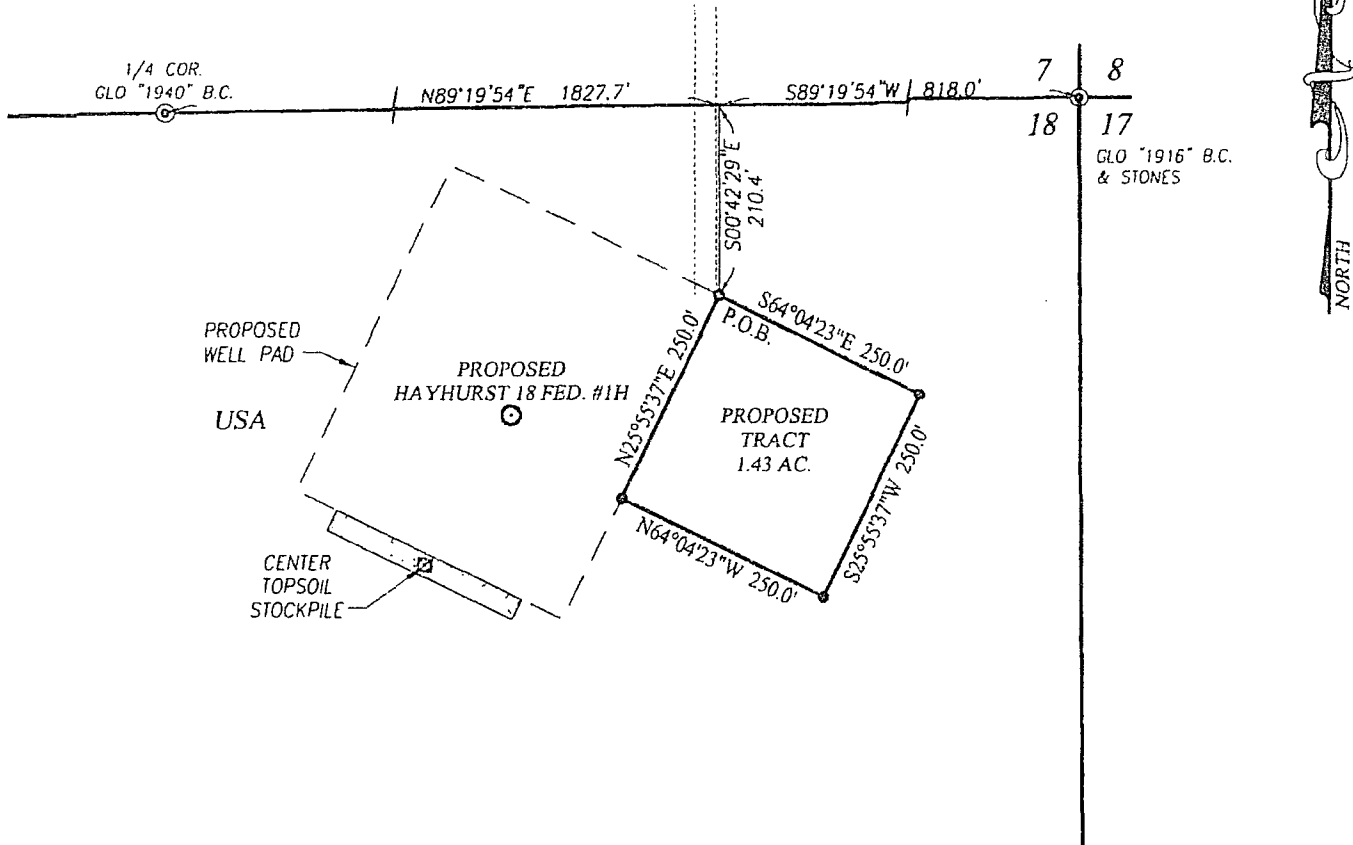 1/4 COR.
GLO "1940" B.C.
N89°19'54"E 1827.7'
S89°19'54"W 818.0'
7 8
18 17
GLO "1916" B.C.
& STONES
NORTH
S00°42'29"E
210.4'
P.O.B.
S64°04'23"E 250.0'
N25°55'37"E 250.0'
S25°55'37"W 250.0'
N64°04'23"W 250.0'
PROPOSED
TRACT
1.43 AC.
PROPOSED
WELL PAD
PROPOSED
HAYHURST 18 FED. #1H
USA
CENTER
TOPSOIL
STOCKPILE